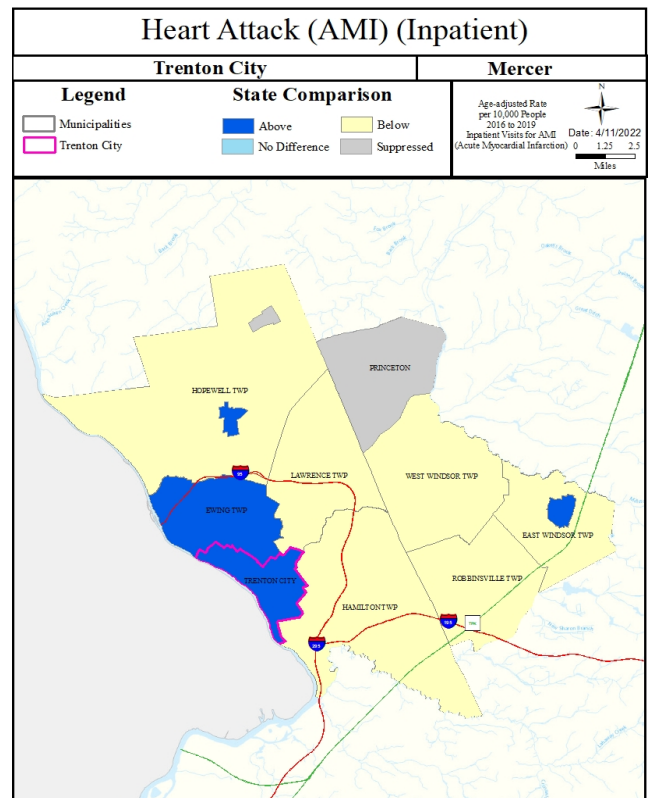 Heart Attack (AMI) (Inpatient)
Trenton City
Mercer
Legend
Municipalities
Trenton City
State Comparison
Above
Below
No Difference
Suppressed
Age-adjusted Rate
per 10,000 People
2016 to 2019
Inpatient Visits for AMI
(Acute Myocardial Infarction)
N
Date: 4/11/2022
0 1.25 2.5
Miles
PRINCETON
HOPEWELL TWP
LAWRENCE TWP
WEST WINDSOR TWP
95
EWING TWP
EAST WINDSOR TWP
TRENTON CITY
ROBBINSVILLE TWP
HAMILTON TWP
195
295